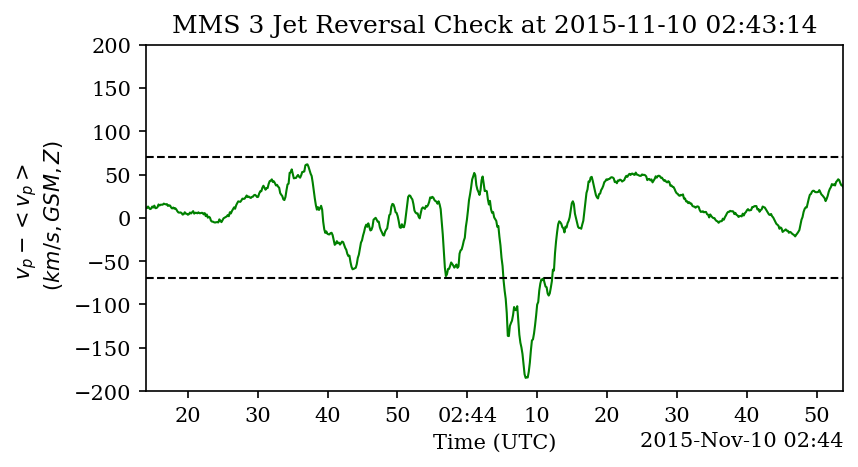 MMS 3 Jet Reversal Check at 2015-11-10 02:43:14
200
150
100
50
0
−50
−100
−150
−200
v_p − < v_p >
(km/s, GSM, Z)
20 30 40 50 02:44 10 20 30 40 50
Time (UTC)
2015-Nov-10 02:44